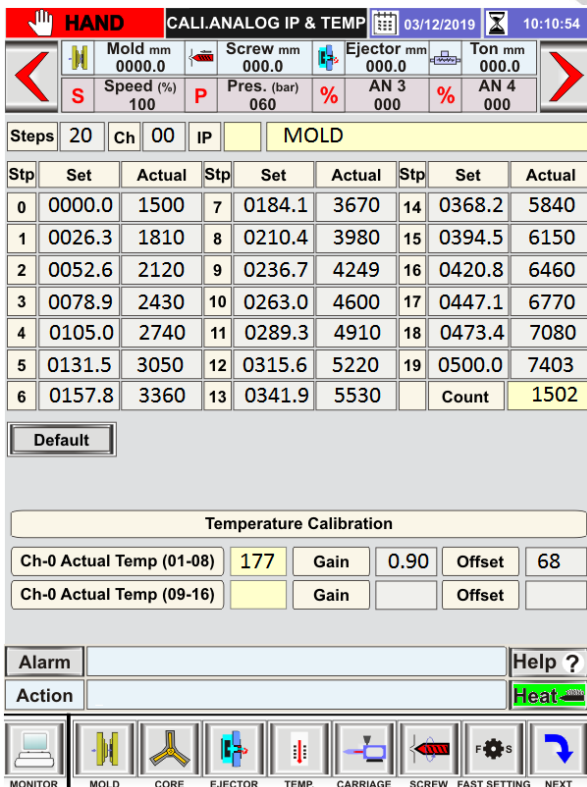 HAND CALI.ANALOG IP & TEMP 03/12/2019 10:10:54
Mold mm Screw mm Ejector mm Ton mm
0000.0 000.0 000.0 000.0
S Speed (%) P Pres. (bar) % AN 3 % AN 4
100 060 000 000
Steps 20 Ch 00 IP MOLD
Stp Set Actual Stp Set Actual Stp Set Actual
0 0000.0 1500 7 0184.1 3670 14 0368.2 5840
1 0026.3 1810 8 0210.4 3980 15 0394.5 6150
2 0052.6 2120 9 0236.7 4249 16 0420.8 6460
3 0078.9 2430 10 0263.0 4600 17 0447.1 6770
4 0105.0 2740 11 0289.3 4910 18 0473.4 7080
5 0131.5 3050 12 0315.6 5220 19 0500.0 7403
6 0157.8 3360 13 0341.9 5530 Count 1502
Default
Temperature Calibration
Ch-0 Actual Temp (01-08) 177 Gain 0.90 Offset 68
Ch-0 Actual Temp (09-16) Gain Offset
Alarm Help ?
Action Heat
F S
MONITOR MOLD CORE EJECTOR TEMP. CARRIAGE SCREW FAST SETTING NEXT